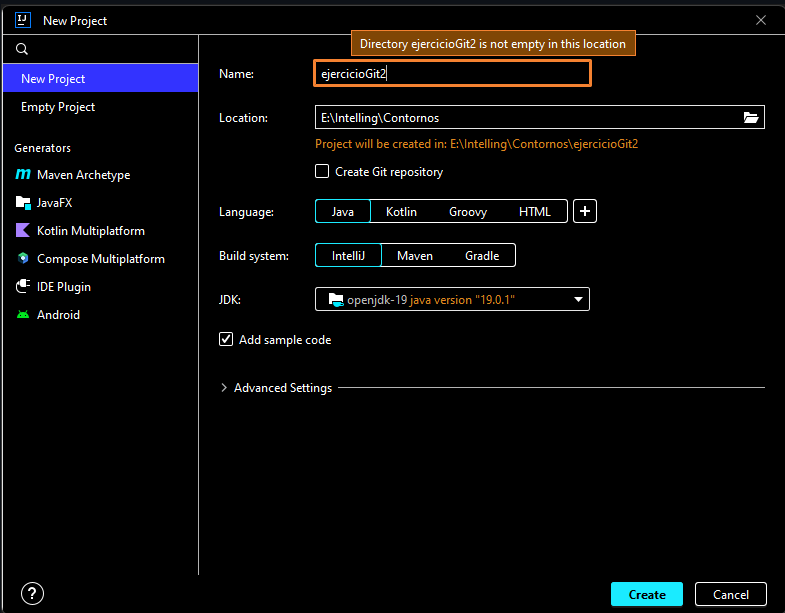 New Project
Directory ejercicioGit2 is not empty in this location
New Project
Empty Project
Generators
Maven Archetype
JavaFX
Kotlin Multiplatform
Compose Multiplatform
IDE Plugin
Android
Name: ejercicioGit2
Location: E:\Intelling\Contornos
Project will be created in: E:\Intelling\Contornos\ejercicioGit2
Create Git repository
Language: Java Kotlin Groovy HTML +
Build system: IntelliJ Maven Gradle
JDK: openjdk-19 java version "19.0.1"
Add sample code
Advanced Settings
? Create Cancel